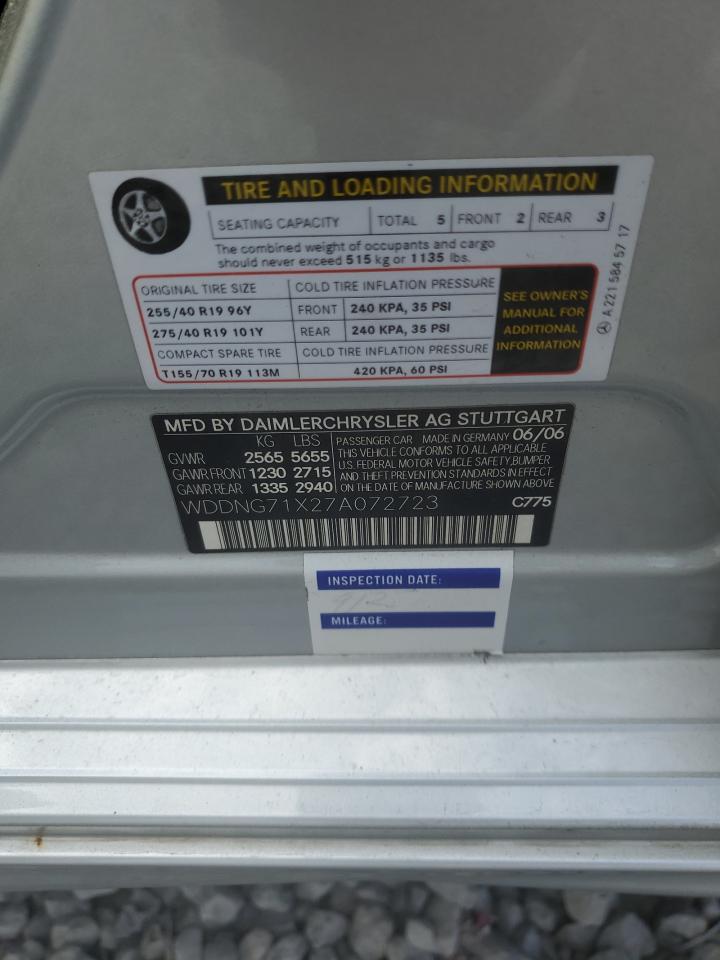 TIRE AND LOADING INFORMATION
SEATING CAPACITY TOTAL 5 FRONT 2 REAR 3
The combined weight of occupants and cargo
should never exceed 515 kg or 1135 lbs.
ORIGINAL TIRE SIZE COLD TIRE INFLATION PRESSURE
255/40 R19 96Y FRONT 240 KPA, 35 PSI
275/40 R19 101Y REAR 240 KPA, 35 PSI
COMPACT SPARE TIRE COLD TIRE INFLATION PRESSURE
T155/70 R19 113M 420 KPA, 60 PSI
SEE OWNER'S
MANUAL FOR
ADDITIONAL
INFORMATION
A 221 584 57 17
MFD BY DAIMLERCHRYSLER AG STUTTGART
KG LBS
GVWR 2565 5655
GAWR FRONT 1230 2715
GAWR REAR 1335 2940
PASSENGER CAR MADE IN GERMANY 06/06
THIS VEHICLE CONFORMS TO ALL APPLICABLE
U.S. FEDERAL MOTOR VEHICLE SAFETY, BUMPER
AND THEFT PREVENTION STANDARDS IN EFFECT
ON THE DATE OF MANUFACTURE SHOWN ABOVE
WDDNG71X27A072723 C775
INSPECTION DATE:
MILEAGE: